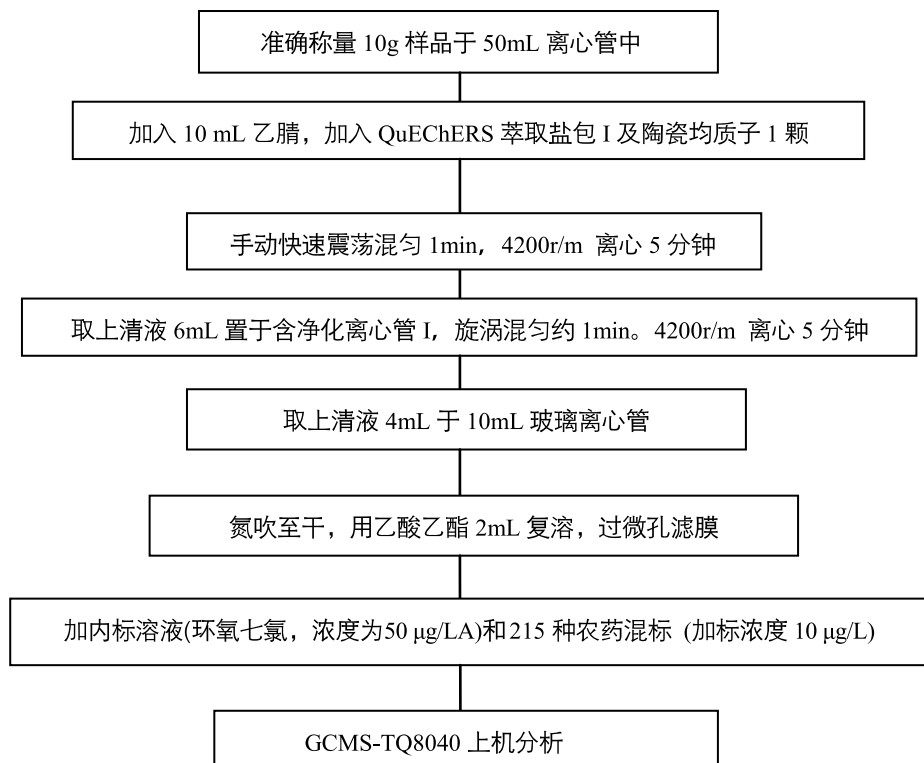 准确称量 10g 样品于 50mL 离心管中
加入 10 mL 乙腈，加入 QuEChERS 萃取盐包 I 及陶瓷均质子 1 颗
手动快速震荡混匀 1min，4200r/m 离心 5 分钟
取上清液 6mL 置于含净化离心管 I，旋涡混匀约 1min。4200r/m 离心 5 分钟
取上清液 4mL 于 10mL 玻璃离心管
氮吹至干，用乙酸乙酯 2mL 复溶，过微孔滤膜
加内标溶液(环氧七氯，浓度为50 μg/LA)和 215 种农药混标 (加标浓度 10 μg/L)
GCMS-TQ8040 上机分析